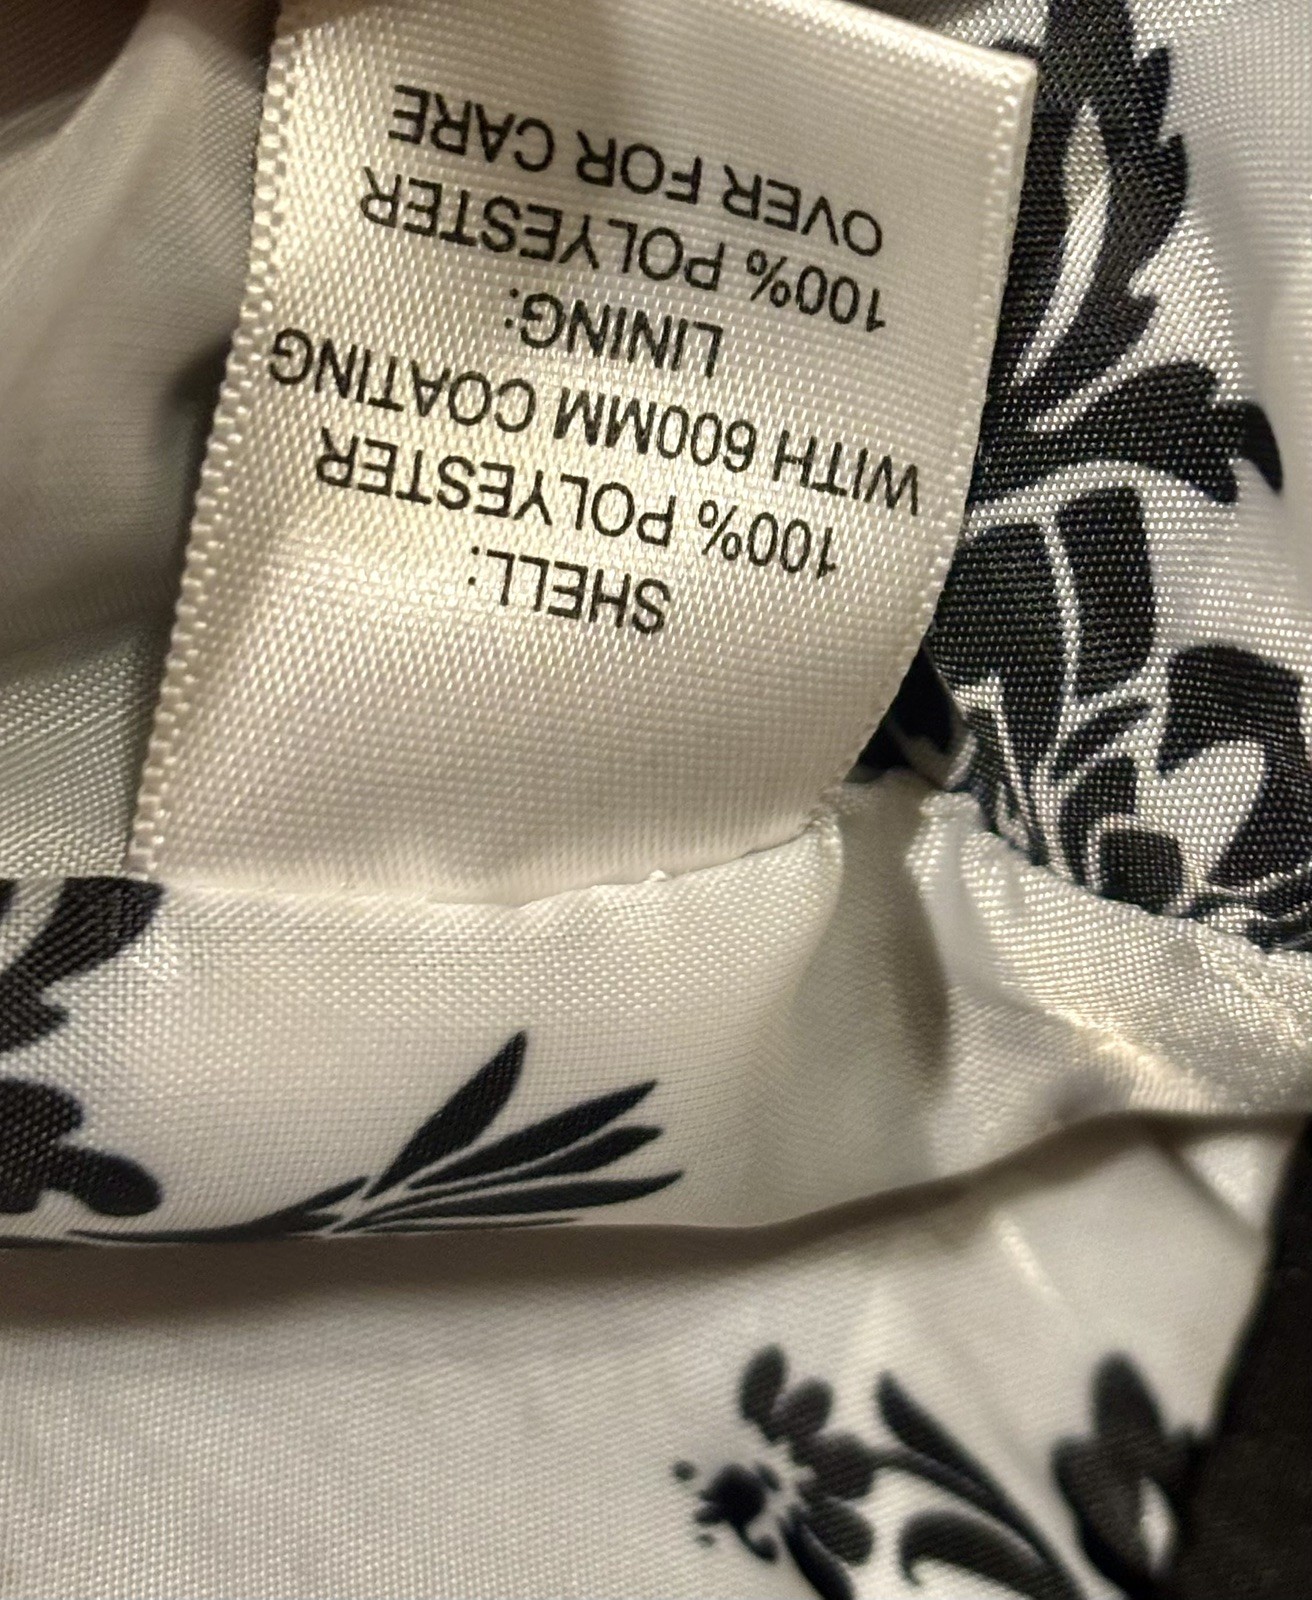 SHELL:
100% POLYESTER
WITH 600MM COATING
LINING:
100% POLYESTER
OVER FOR CARE